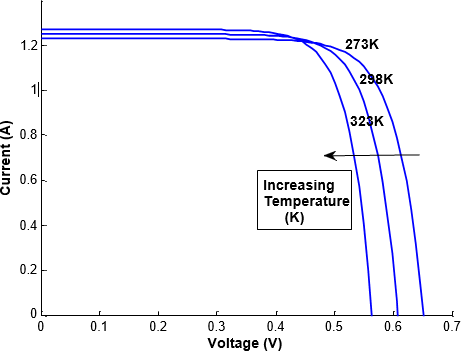 1.2
1
0.8
0.6
0.4
0.2
0
Current (A)
273K
298K
323K
Increasing
Temperature
(K)
0 0.1 0.2 0.3 0.4 0.5 0.6 0.7
Voltage (V)